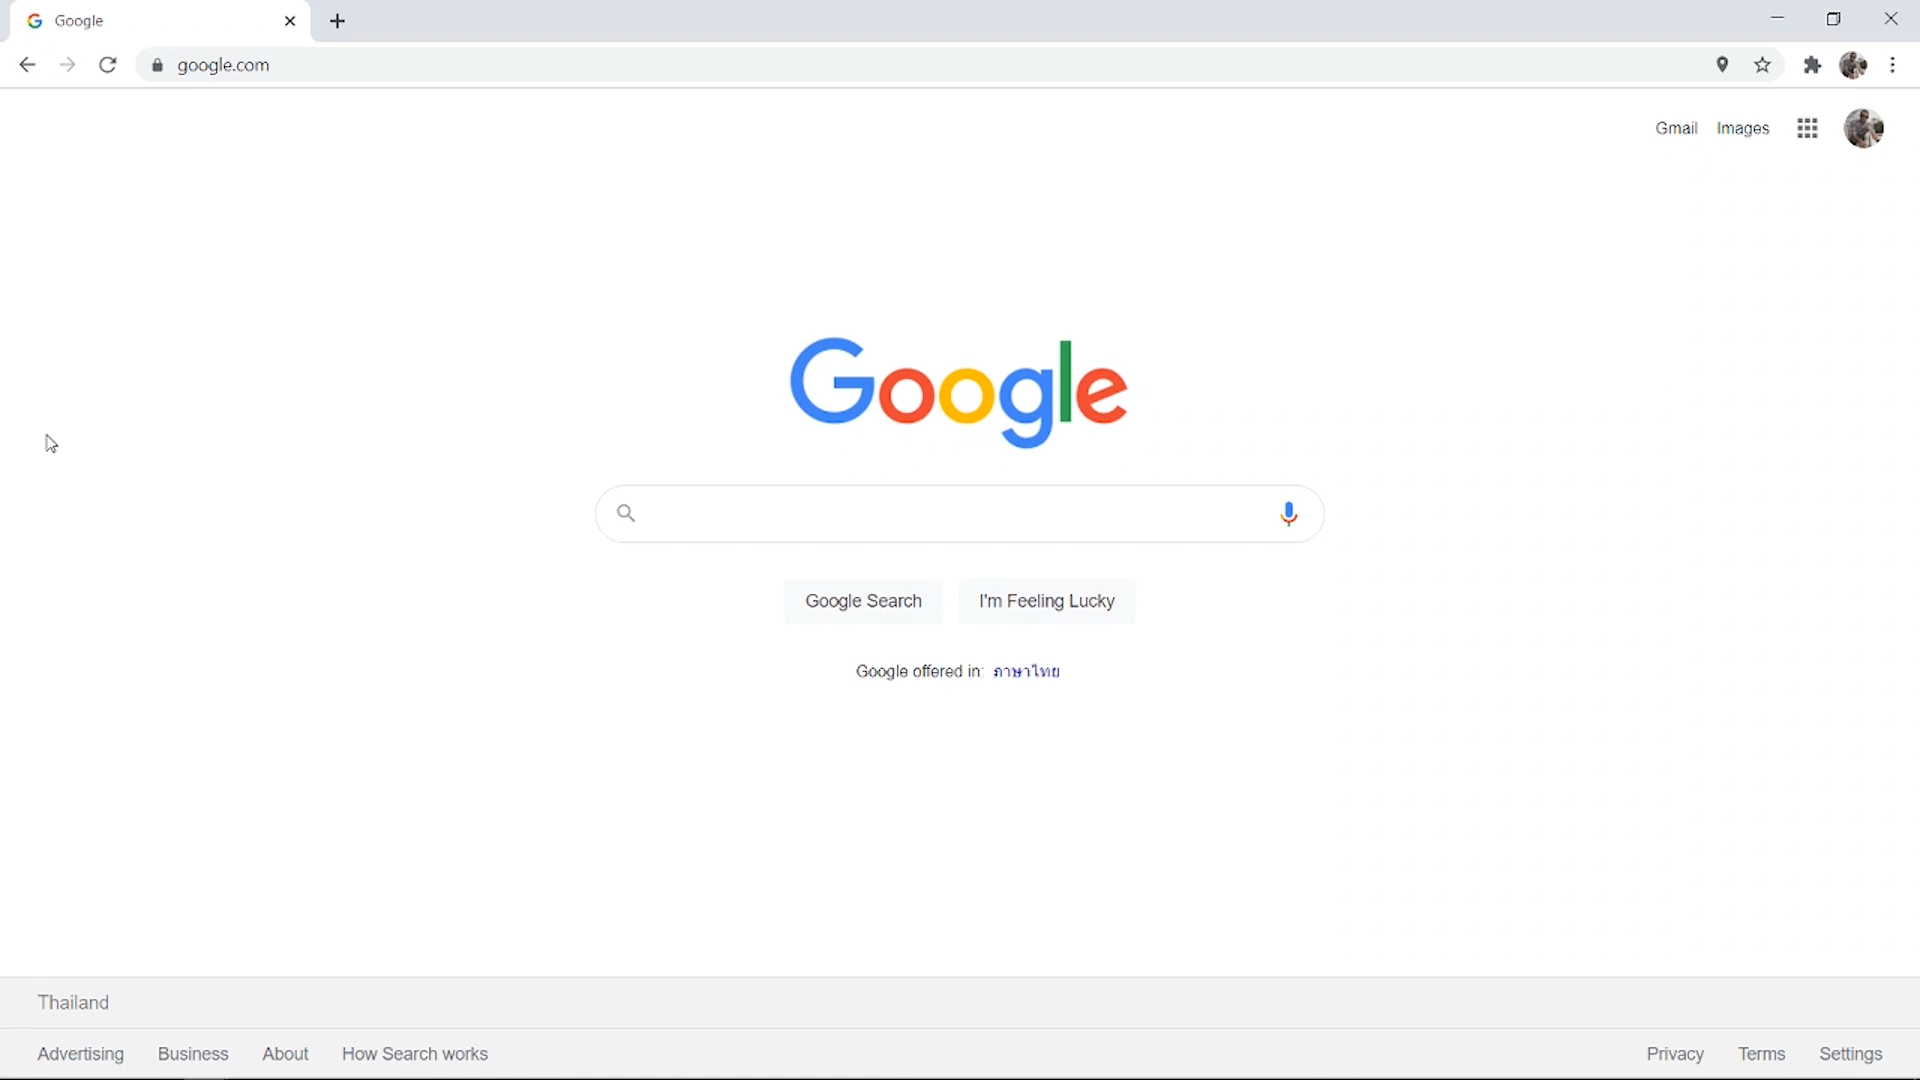 Google
google.com
Gmail Images
Google
Google Search I'm Feeling Lucky
Google offered in: ภาษาไทย
Thailand
Advertising Business About How Search works Privacy Terms Settings